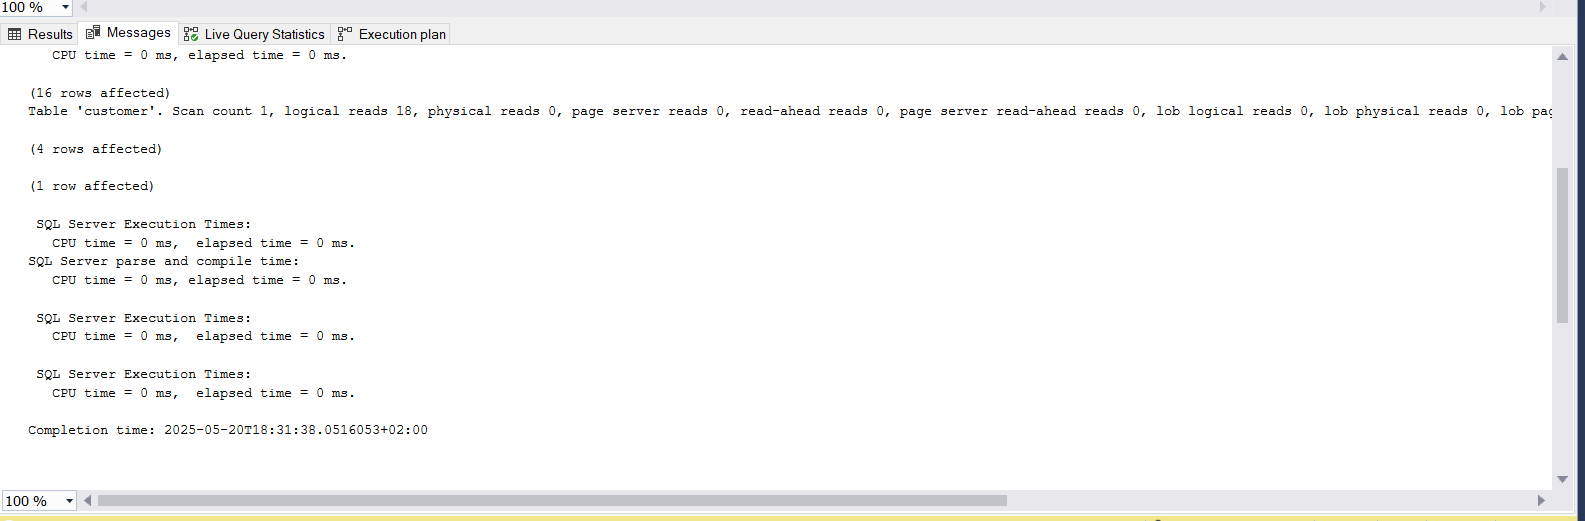 100 %
Results Messages Live Query Statistics Execution plan
CPU time = 0 ms, elapsed time = 0 ms.
(16 rows affected)
Table 'customer'. Scan count 1, logical reads 18, physical reads 0, page server reads 0, read-ahead reads 0, page server read-ahead reads 0, lob logical reads 0, lob physical reads 0, lob
(4 rows affected)
(1 row affected)
SQL Server Execution Times:
CPU time = 0 ms,  elapsed time = 0 ms.
SQL Server parse and compile time:
CPU time = 0 ms, elapsed time = 0 ms.
SQL Server Execution Times:
CPU time = 0 ms,  elapsed time = 0 ms.
SQL Server Execution Times:
CPU time = 0 ms,  elapsed time = 0 ms.
Completion time: 2025-05-20T18:31:38.0516053+02:00
100 %